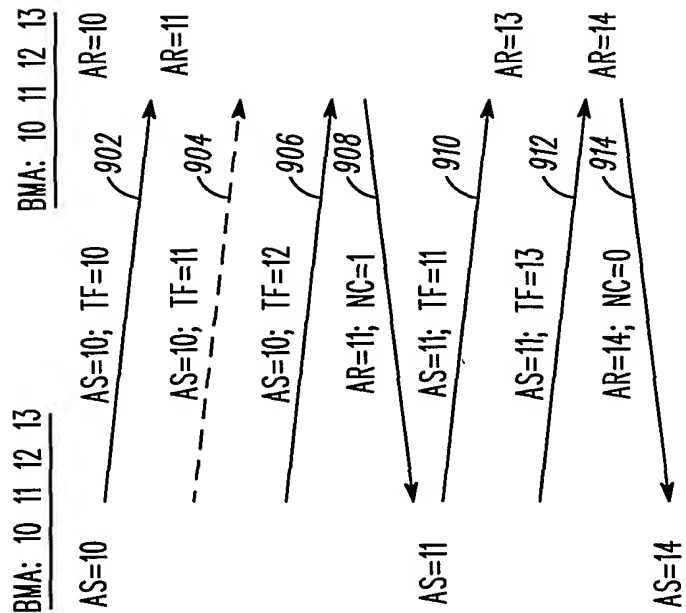 BMA: 10 11 12 13
BMA: 10 11 12 13
AS=10
AR=10
902
AS=10; TF=10
AR=11
904
AS=10; TF=11
906
AS=10; TF=12
908
AR=11; NC=1
AS=11
910
AS=11; TF=11
AR=13
912
AS=11; TF=13
AR=14
914
AR=14; NC=0
AS=14